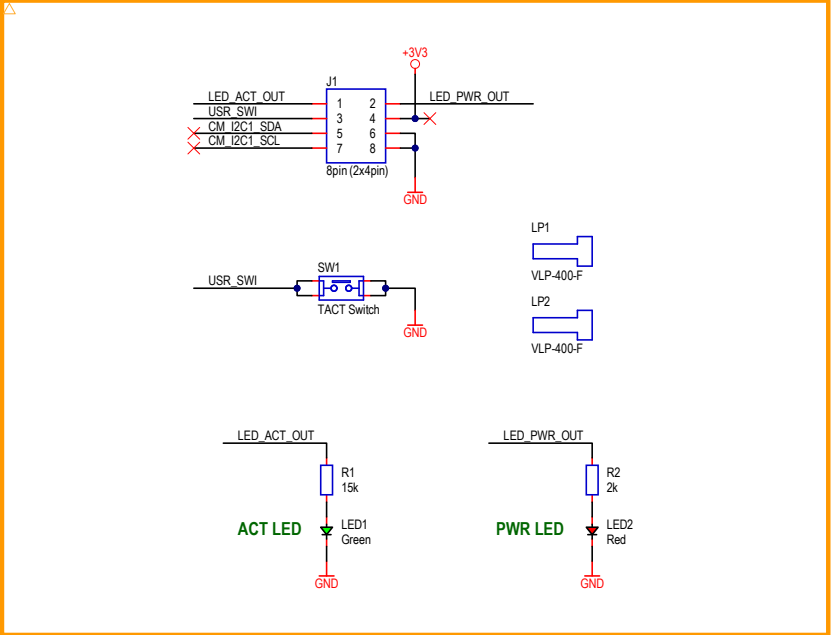 +3V3
J1
LED_ACT_OUT 1 2 LED_PWR_OUT
USR_SWI 3 4
CM_I2C1_SDA 5 6
CM_I2C1_SCL 7 8
8pin (2x4pin)
GND
LP1
VLP-400-F
SW1
USR_SWI
TACT Switch
GND
LP2
VLP-400-F
LED_ACT_OUT
R1
15k
ACT LED
LED1
Green
GND
LED_PWR_OUT
R2
2k
PWR LED
LED2
Red
GND